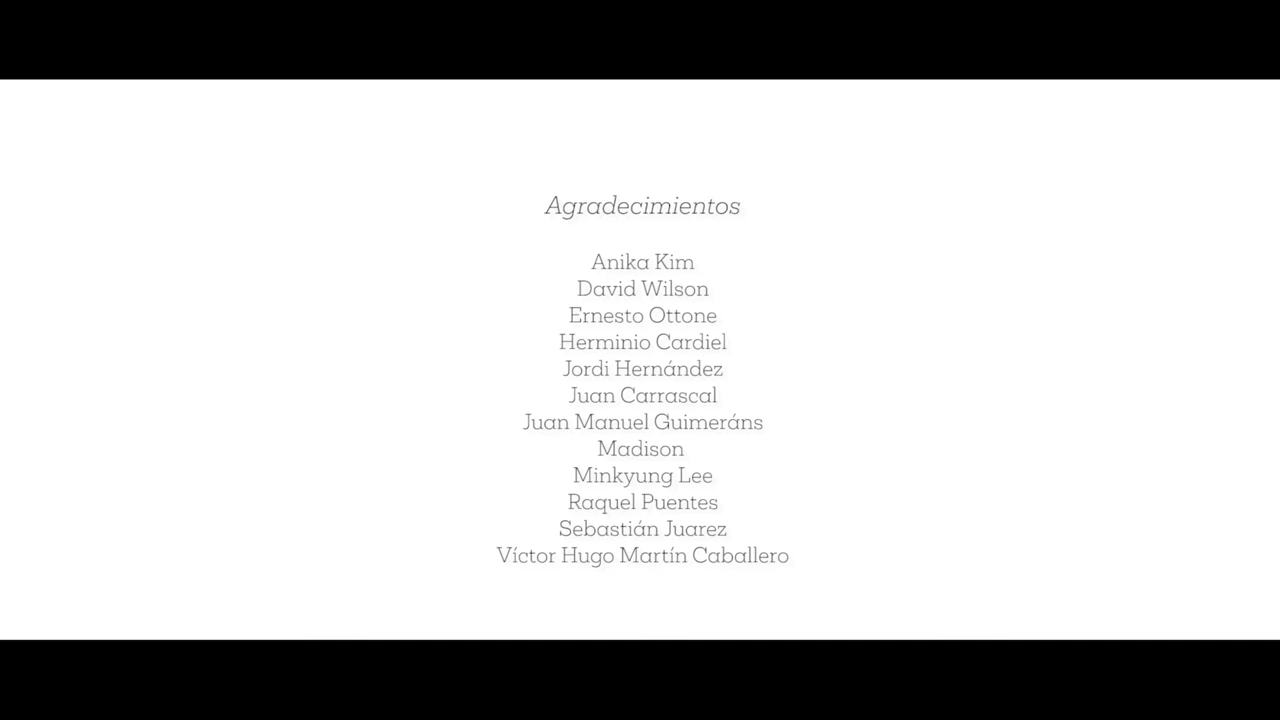 Agradecimientos
Anika Kim
David Wilson
Ernesto Ottone
Herminio Cardiel
Jordi Hernández
Juan Carrascal
Juan Manuel Guimeráns
Madison
Minkyung Lee
Raquel Puentes
Sebastián Juarez
Víctor Hugo Martín Caballero